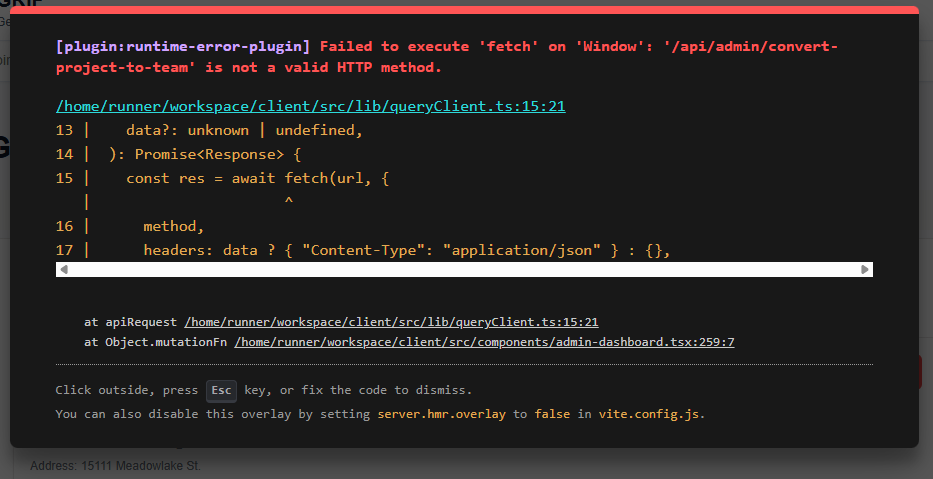 [plugin:runtime-error-plugin] Failed to execute 'fetch' on 'Window': '/api/admin/convert-
project-to-team' is not a valid HTTP method.
/home/runner/workspace/client/src/lib/queryClient.ts:15:21
13 |    data?: unknown | undefined,
14 |  ): Promise<Response> {
15 |    const res = await fetch(url, {
   |                      ^
16 |      method,
17 |      headers: data ? { "Content-Type": "application/json" } : {},
at apiRequest /home/runner/workspace/client/src/lib/queryClient.ts:15:21
at Object.mutationFn /home/runner/workspace/client/src/components/admin-dashboard.tsx:259:7
Click outside, press Esc key, or fix the code to dismiss.
You can also disable this overlay by setting server.hmr.overlay to false in vite.config.js.
Address: 15111 Meadowlake St.